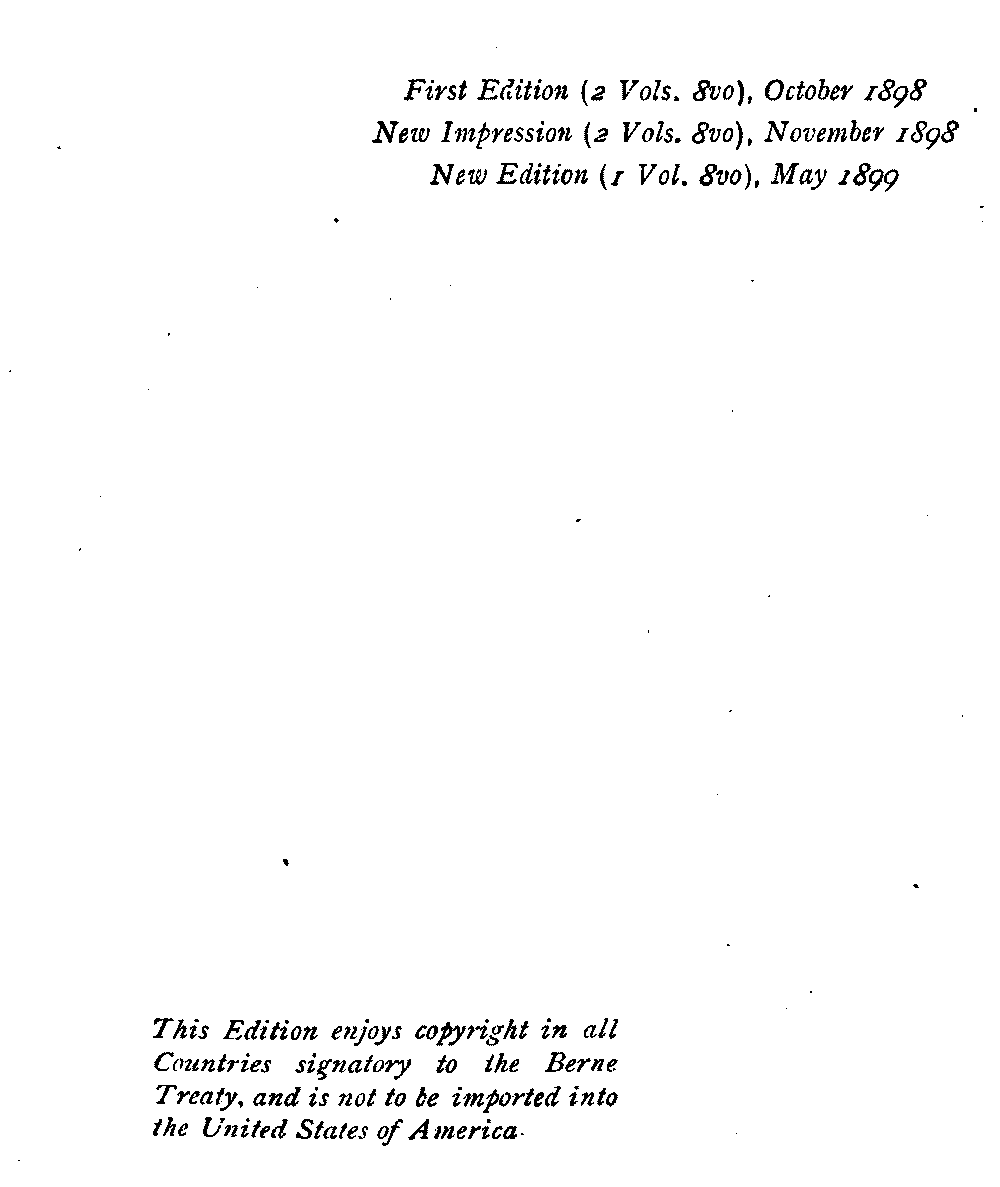 First Edition (2 Vols. 8vo), October 1898
New Impression (2 Vols. 8vo), November 1898
New Edition (1 Vol. 8vo), May 1899
This Edition enjoys copyright in all
Countries signatory to the Berne
Treaty, and is not to be imported into
the United States of America.